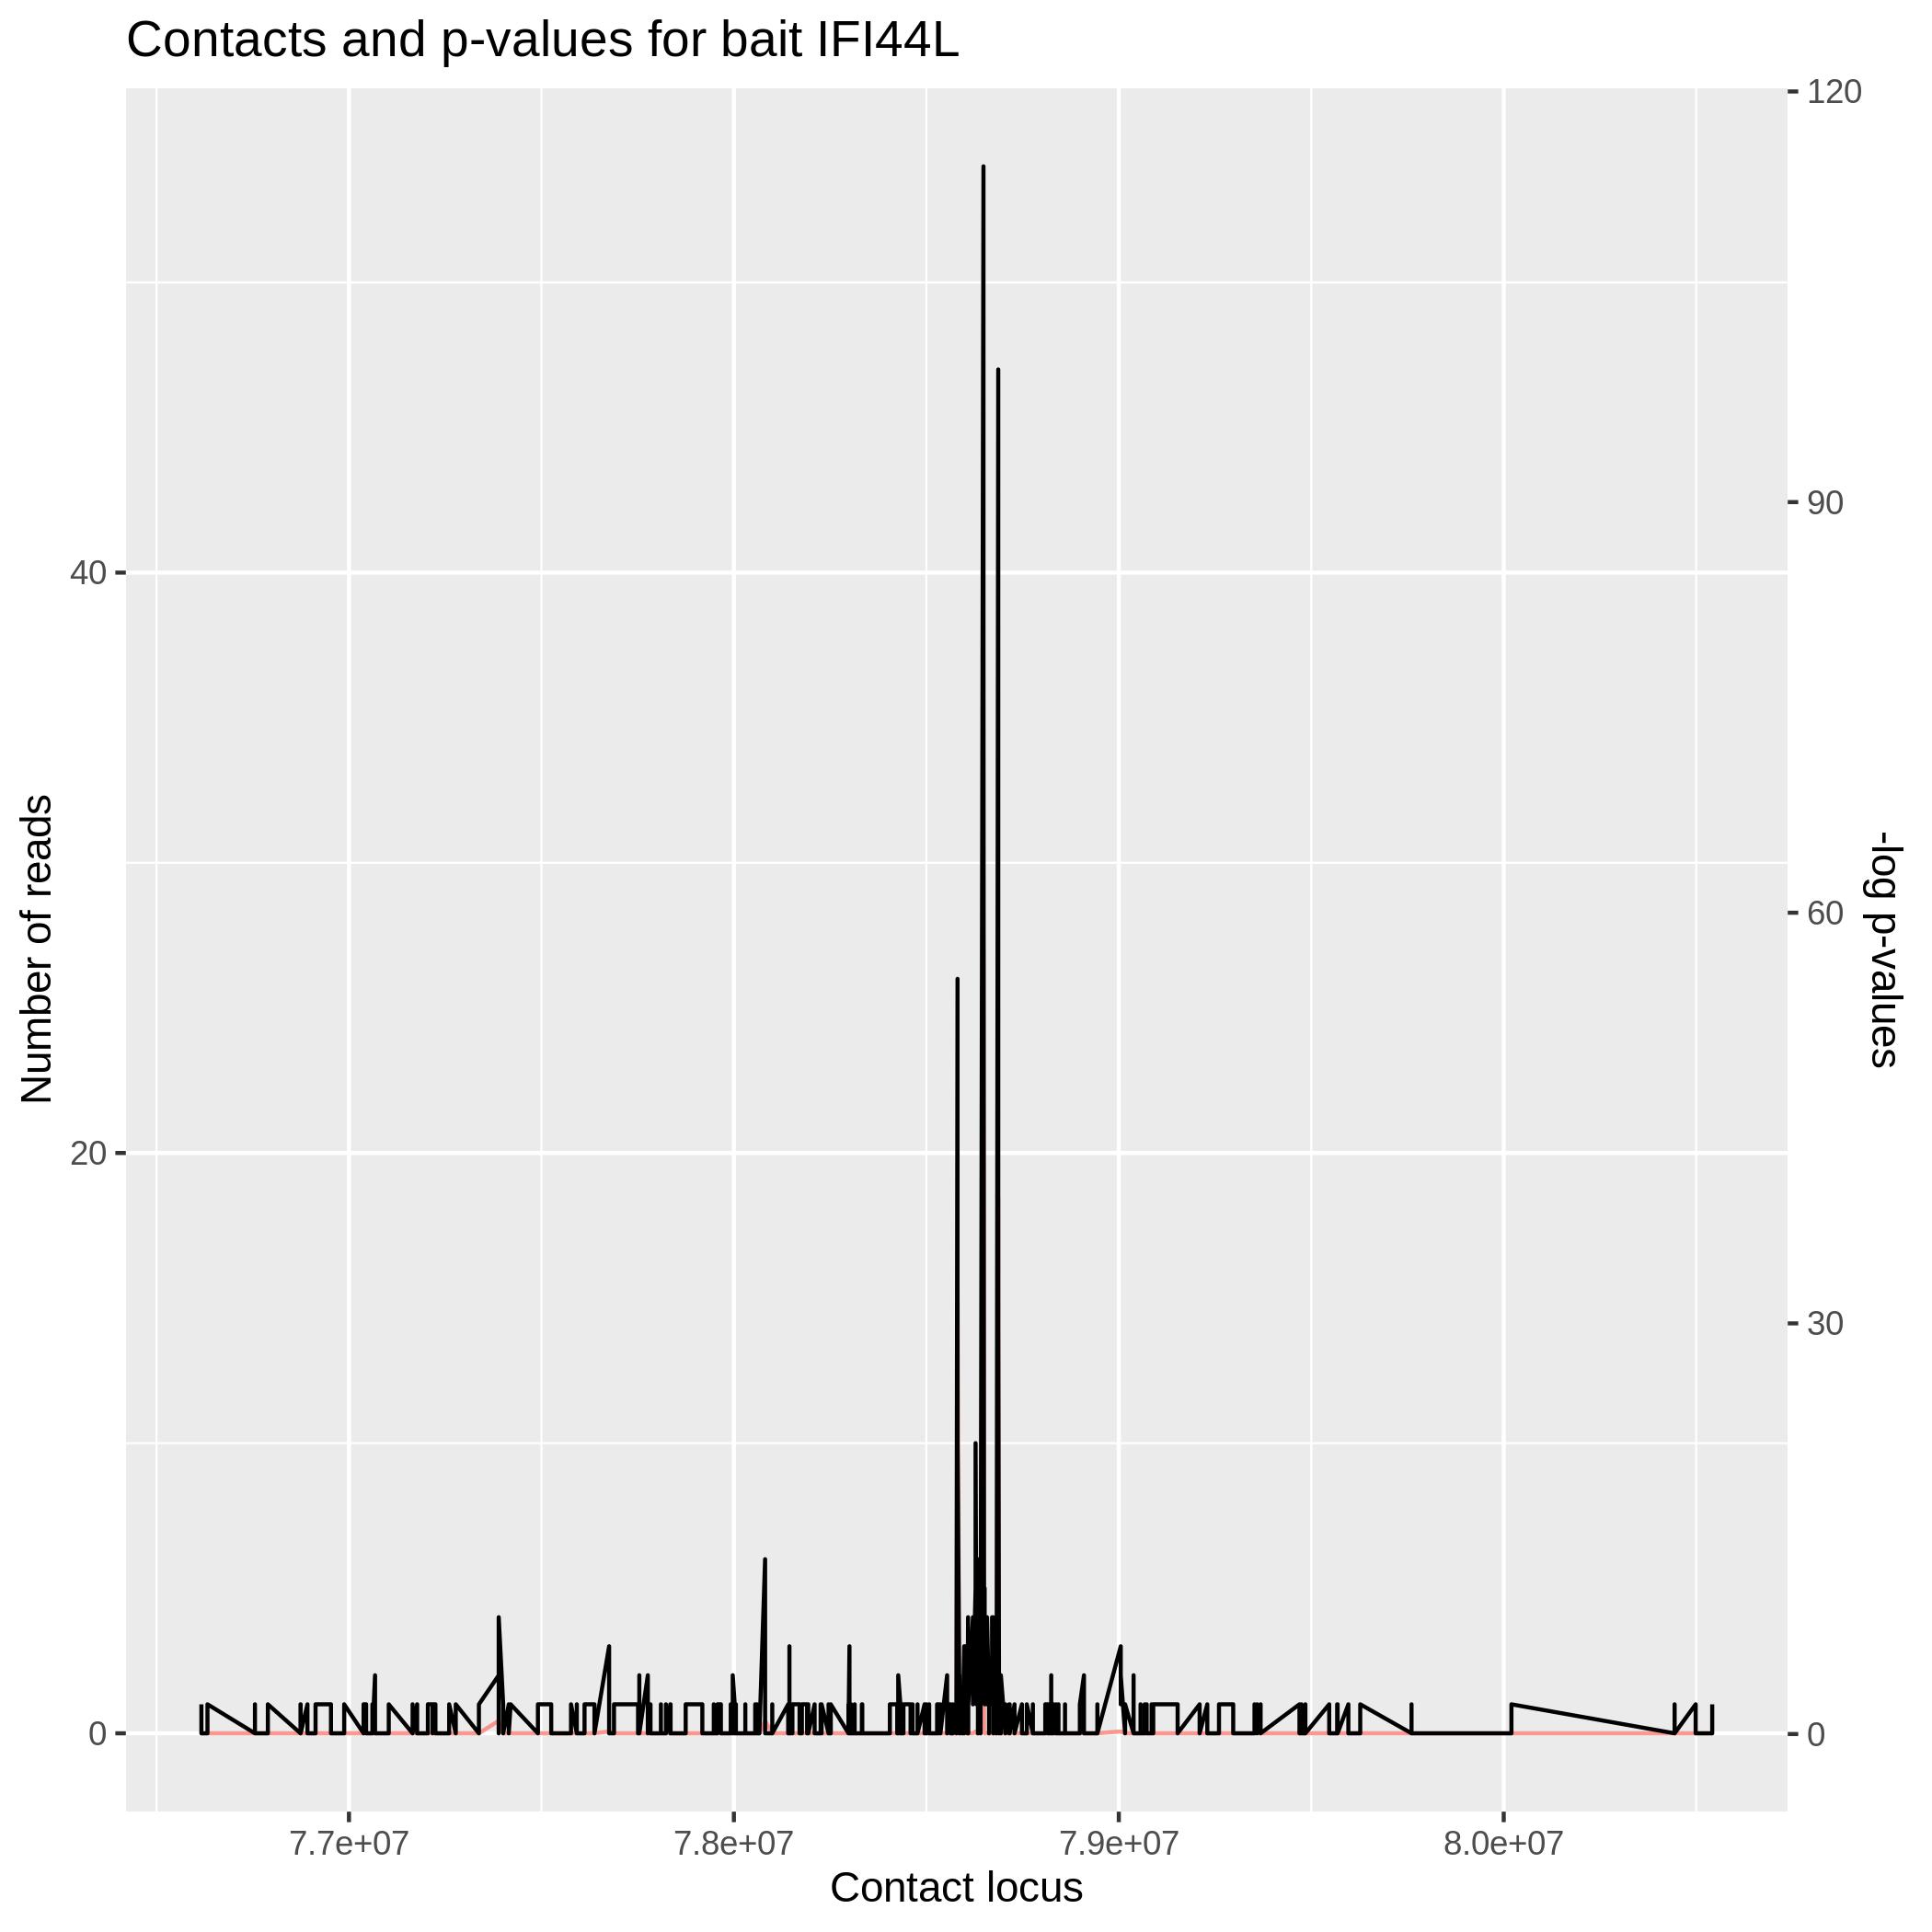 Contacts and p-values for bait IFI44L
120
90
40
60
20
30
0
0
Number of reads
-log p-values
7.7e+07 7.8e+07 7.9e+07 8.0e+07
Contact locus